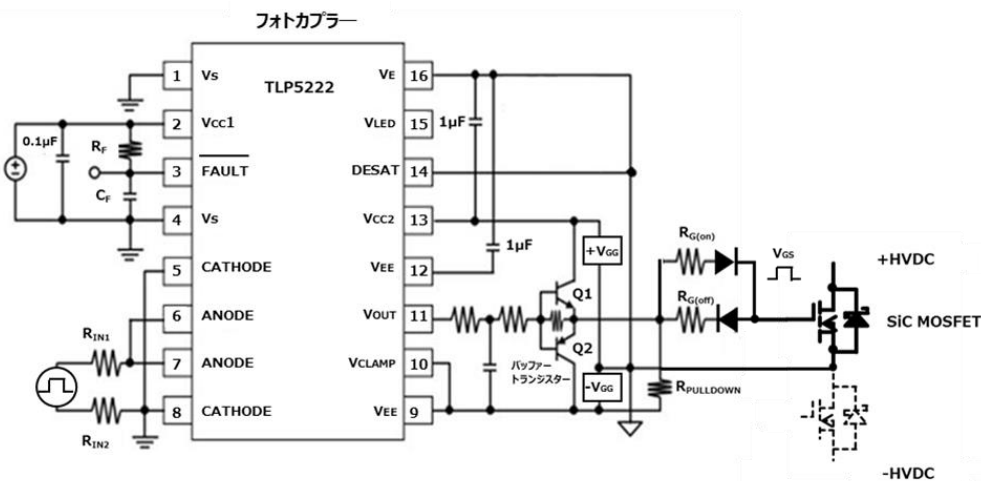 フォトカプラー
TLP5222
1 VS
2 VCC1
3 FAULT
4 VS
5 CATHODE
6 ANODE
7 ANODE
8 CATHODE
VE 16
VLED 15
DESAT 14
VCC2 13
VEE 12
VOUT 11
VCLAMP 10
VEE 9
0.1μF
RF
CF
RIN1
RIN2
1μF
1μF
Q1
Q2
バッファー
トランジスター
+VGG
-VGG
RG(on)
RG(off)
RPULLDOWN
VGS
+HVDC
SiC MOSFET
-HVDC